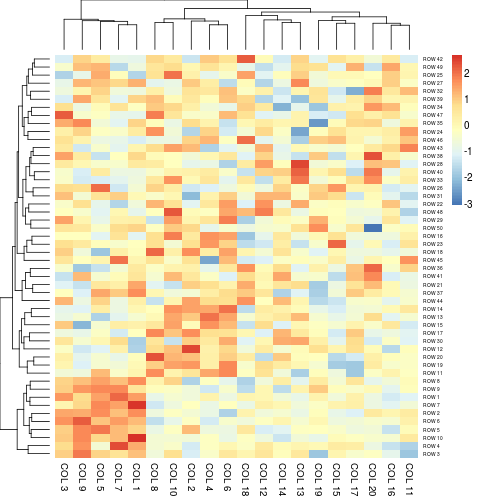 ROW 42
ROW 49
ROW 25
ROW 27
ROW 32
ROW 39
ROW 34
ROW 47
ROW 35
ROW 24
ROW 46
ROW 43
ROW 38
ROW 28
ROW 40
ROW 33
ROW 26
ROW 31
ROW 22
ROW 48
ROW 29
ROW 50
ROW 16
ROW 23
ROW 18
ROW 45
ROW 36
ROW 41
ROW 21
ROW 37
ROW 44
ROW 14
ROW 13
ROW 15
ROW 17
ROW 30
ROW 12
ROW 20
ROW 19
ROW 11
ROW 8
ROW 9
ROW 1
ROW 7
ROW 2
ROW 6
ROW 5
ROW 10
ROW 4
ROW 3
2
1
0
-1
-2
-3
COL 3
COL 9
COL 5
COL 7
COL 1
COL 8
COL 10
COL 2
COL 4
COL 6
COL 18
COL 12
COL 14
COL 13
COL 19
COL 15
COL 17
COL 20
COL 16
COL 11